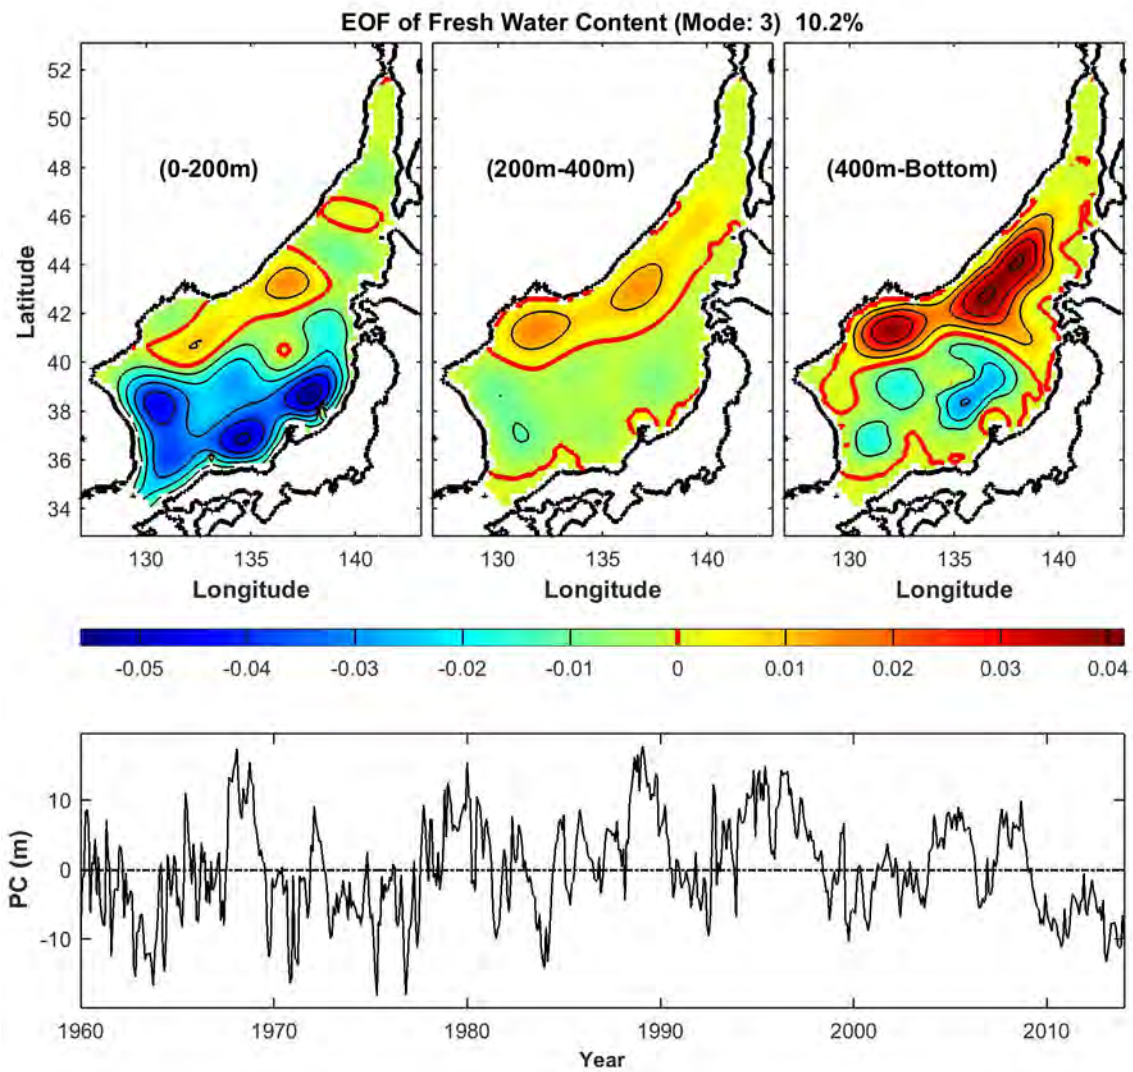 EOF of Fresh Water Content (Mode: 3) 10.2%
(0-200m)
(200m-400m)
(400m-Bottom)
Latitude
52
50
48
46
44
42
40
38
36
34
130 135 140
130 135 140
130 135 140
Longitude
Longitude
Longitude
-0.05 -0.04 -0.03 -0.02 -0.01 0 0.01 0.02 0.03 0.04
PC (m)
10
0
-10
1960 1970 1980 1990 2000 2010
Year